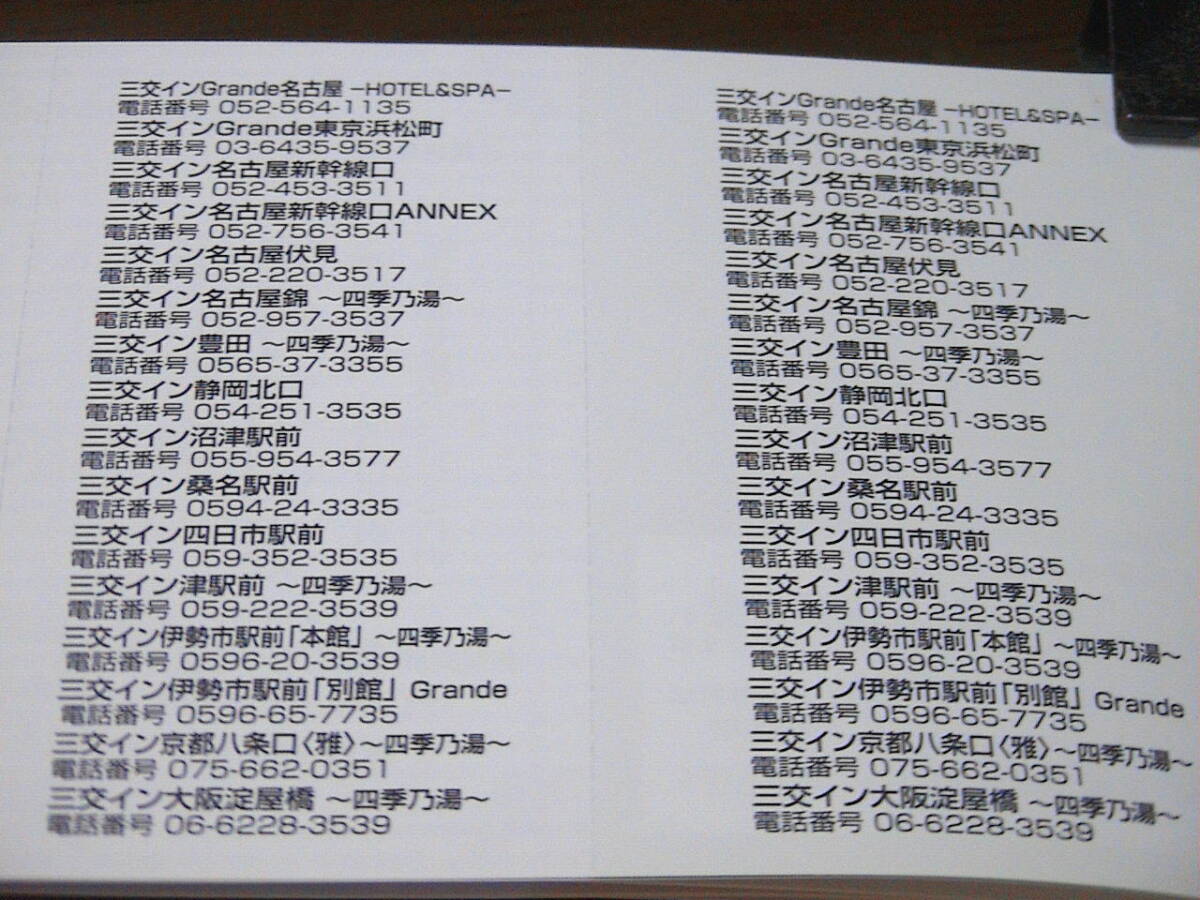 三交インGrande名古屋 −HOTEL&SPA−
電話番号 052-564-1135
三交インGrande東京浜松町
電話番号 03-6435-9537
三交イン名古屋新幹線口
電話番号 052-453-3511
三交イン名古屋新幹線口ANNEX
電話番号 052-756-3541
三交イン名古屋伏見
電話番号 052-220-3517
三交イン名古屋錦 〜四季乃湯〜
電話番号 052-957-3537
三交イン豊田 〜四季乃湯〜
電話番号 0565-37-3355
三交イン静岡北口
電話番号 054-251-3535
三交イン沼津駅前
電話番号 055-954-3577
三交イン桑名駅前
電話番号 0594-24-3335
三交イン四日市駅前
電話番号 059-352-3535
三交イン津駅前 〜四季乃湯〜
電話番号 059-222-3539
三交イン伊勢市駅前「本館」 〜四季乃湯〜
電話番号 0596-20-3539
三交イン伊勢市駅前「別館」 Grande
電話番号 0596-65-7735
三交イン京都八条口〈雅〉〜四季乃湯〜
電話番号 075-662-0351
三交イン大阪淀屋橋 〜四季乃湯〜
電話番号 06-6228-3539
三交インGrande名古屋 −HOTEL&SPA−
電話番号 052-564-1135
三交インGrande東京浜松町
電話番号 03-6435-9537
三交イン名古屋新幹線口
電話番号 052-453-3511
三交イン名古屋新幹線口ANNEX
電話番号 052-756-3541
三交イン名古屋伏見
電話番号 052-220-3517
三交イン名古屋錦 〜四季乃湯〜
電話番号 052-957-3537
三交イン豊田 〜四季乃湯〜
電話番号 0565-37-3355
三交イン静岡北口
電話番号 054-251-3535
三交イン沼津駅前
電話番号 055-954-3577
三交イン桑名駅前
電話番号 0594-24-3335
三交イン四日市駅前
電話番号 059-352-3535
三交イン津駅前 〜四季乃湯〜
電話番号 059-222-3539
三交イン伊勢市駅前「本館」 〜四季乃湯〜
電話番号 0596-20-3539
三交イン伊勢市駅前「別館」 Grande
電話番号 0596-65-7735
三交イン京都八条口〈雅〉〜四季乃湯〜
電話番号 075-662-0351
三交イン大阪淀屋橋 〜四季乃湯〜
電話番号 06-6228-3539